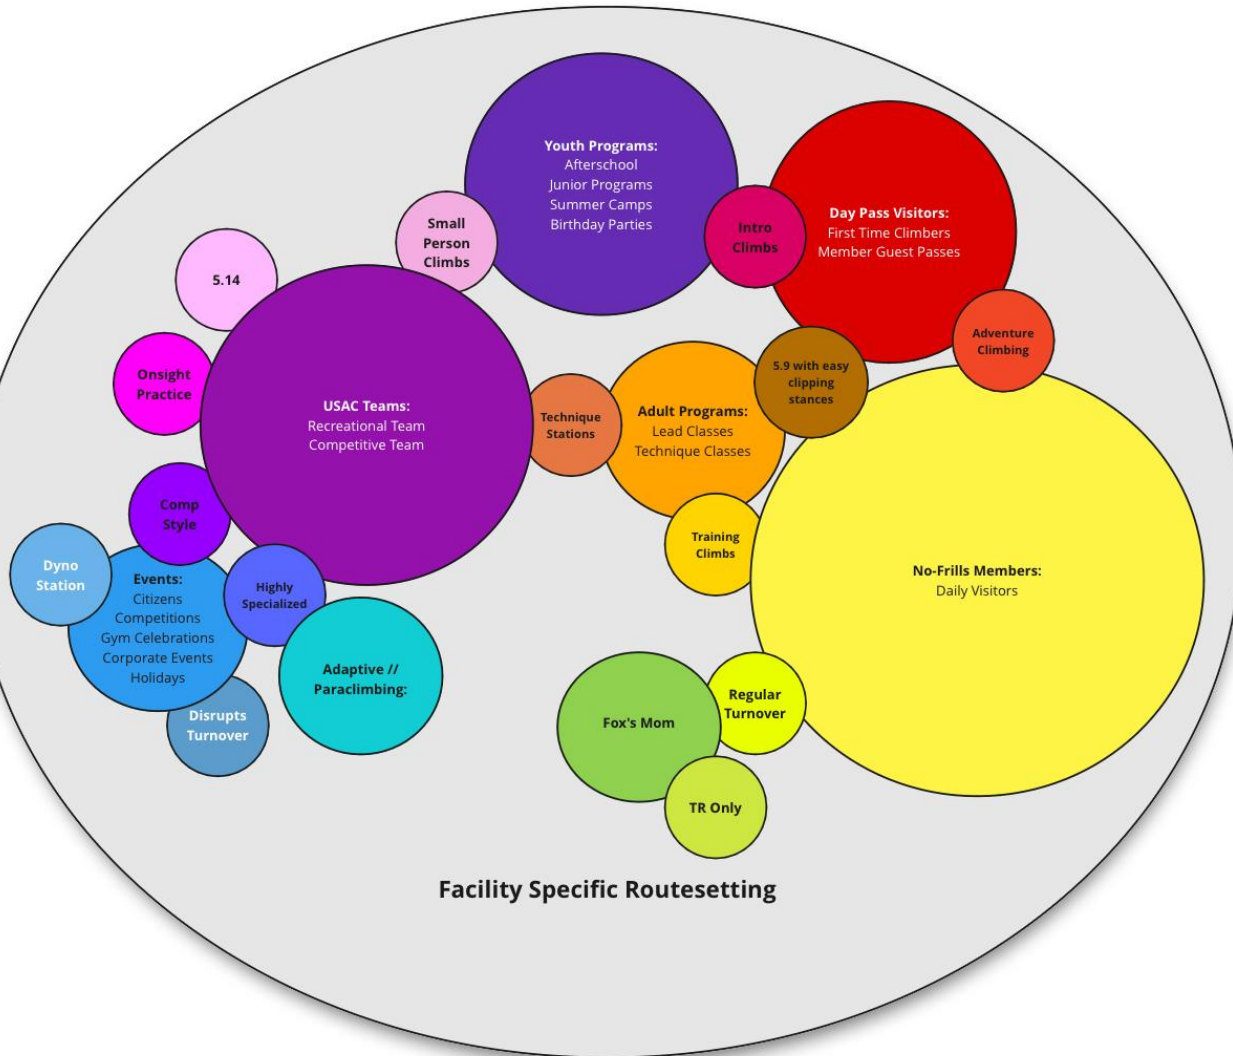 Youth Programs:
Afterschool
Junior Programs
Summer Camps
Birthday Parties
Day Pass Visitors:
First Time Climbers
Member Guest Passes
Small
Person
Climbs
Intro
Climbs
5.14
Adventure
Climbing
Onsight
Practice
5.9 with easy
clipping
stances
USAC Teams:
Recreational Team
Competitive Team
Technique
Stations
Adult Programs:
Lead Classes
Technique Classes
Comp
Style
Training
Climbs
Dyno
Station
Events:
Citizens
Competitions
Gym Celebrations
Corporate Events
Holidays
Highly
Specialized
No-Frills Members:
Daily Visitors
Adaptive //
Paraclimbing:
Disrupts
Turnover
Fox's Mom
Regular
Turnover
TR Only
Facility Specific Routesetting